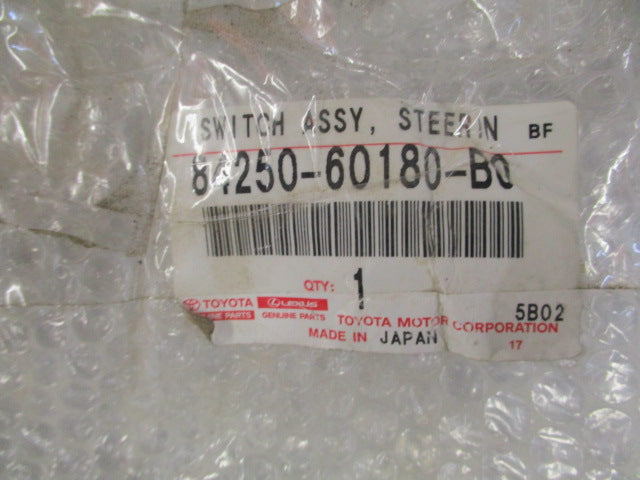 SWITCH ASSY, STEERIN BF
84250-60180-B0
QTY: 1
TOYOTA LEXUS 5B02
GENUINE PARTS GENUINE PARTS TOYOTA MOTOR CORPORATION
MADE IN JAPAN 17